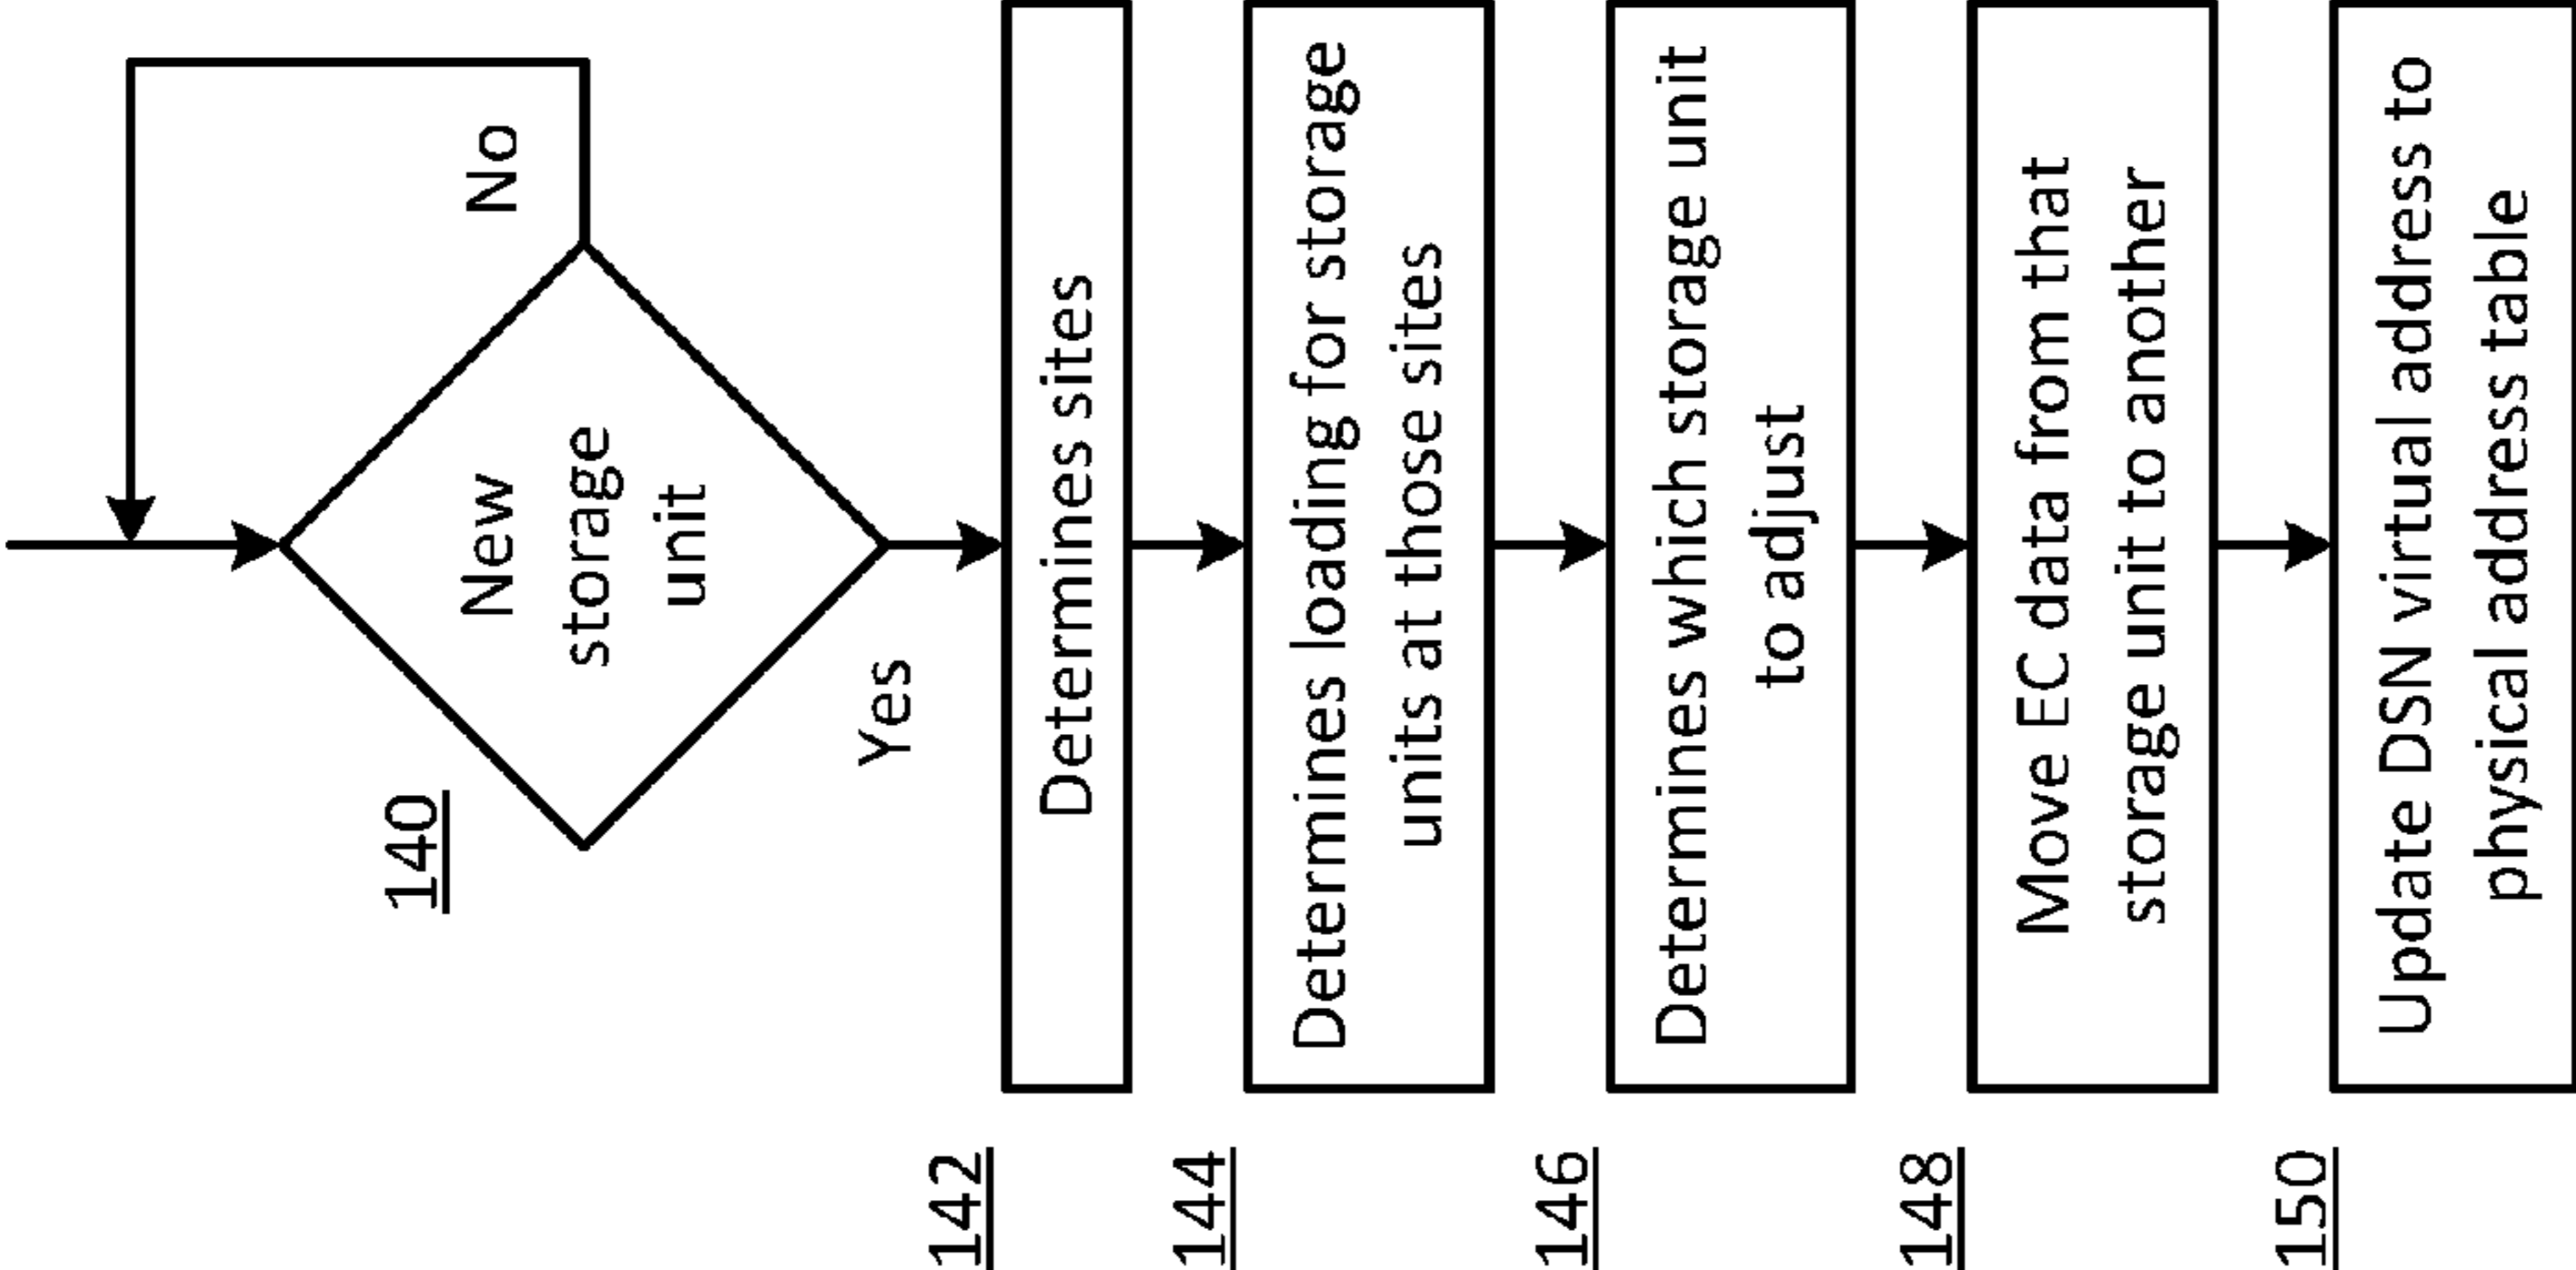 140
New
storage
unit
No
Yes
142
Determines sites
144
Determines loading for storage
units at those sites
146
Determines which storage unit
to adjust
148
Move EC data from that
storage unit to another
150
Update DSN virtual address to
physical address table